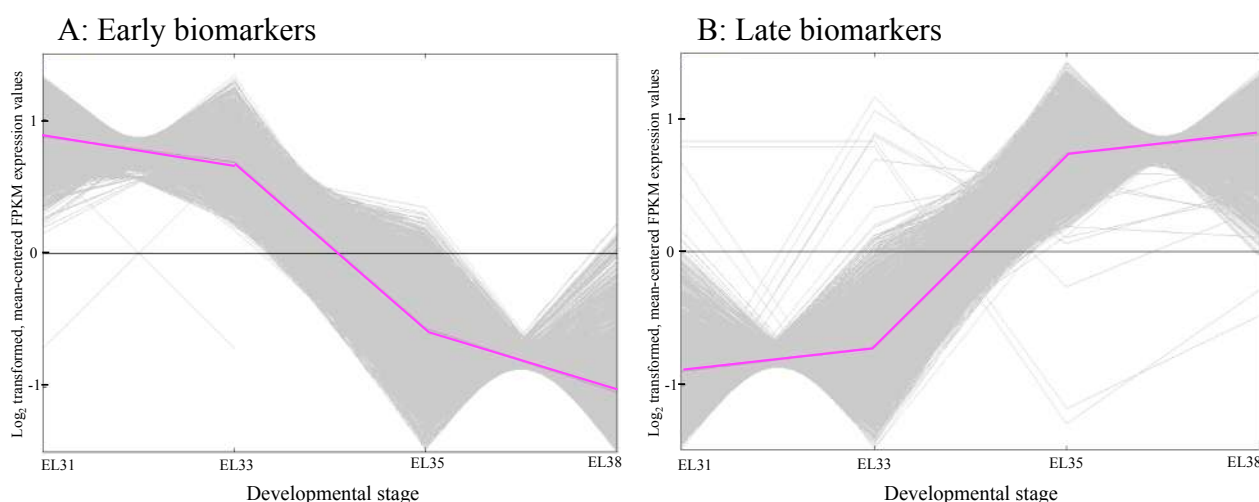 A: Early biomarkers
Log₂ transformed, mean-centered FPKM expression values
1
0
-1
EL31 EL33 EL35 EL38
Developmental stage
B: Late biomarkers
Log₂ transformed, mean-centered FPKM expression values
1
0
-1
EL31 EL33 EL35 EL38
Developmental stage